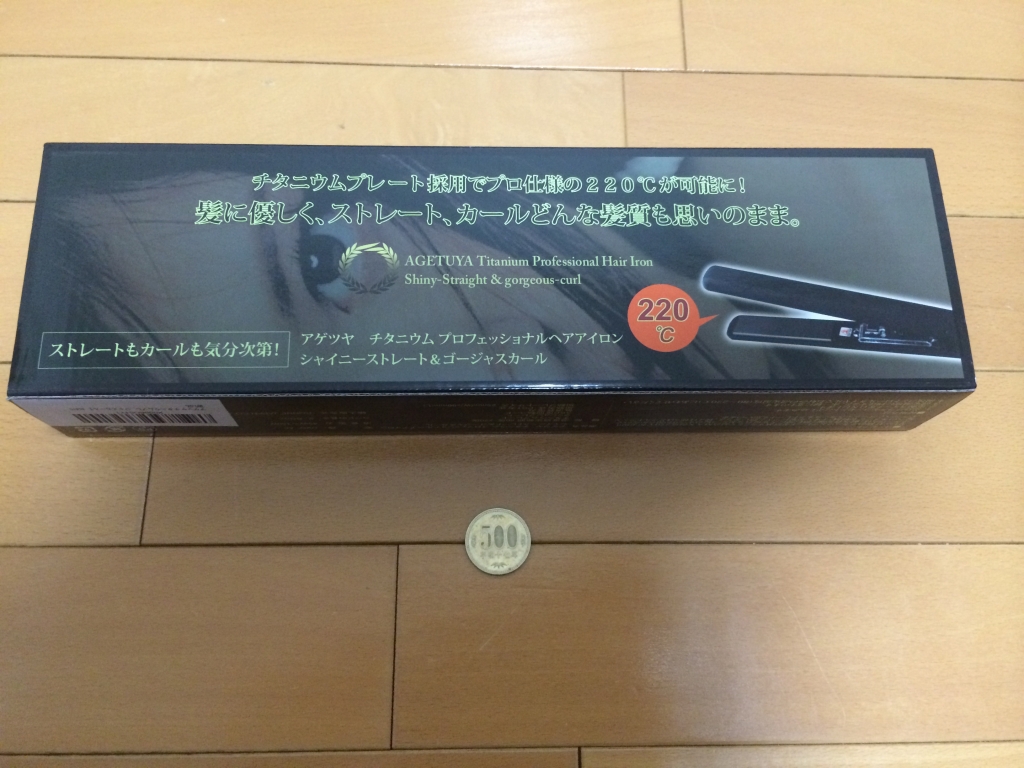 チタニウムプレート採用でプロ仕様の２２０℃が可能に！
髪に優しく、ストレート、カールどんな髪質も思いのまま。
AGETUYA Titanium Professional Hair Iron
Shiny-Straight & gorgeous-curl
220
℃
ストレートもカールも気分次第！
アゲツヤ　チタニウム プロフェッショナルヘアアイロン
シャイニーストレート＆ゴージャスカール
500